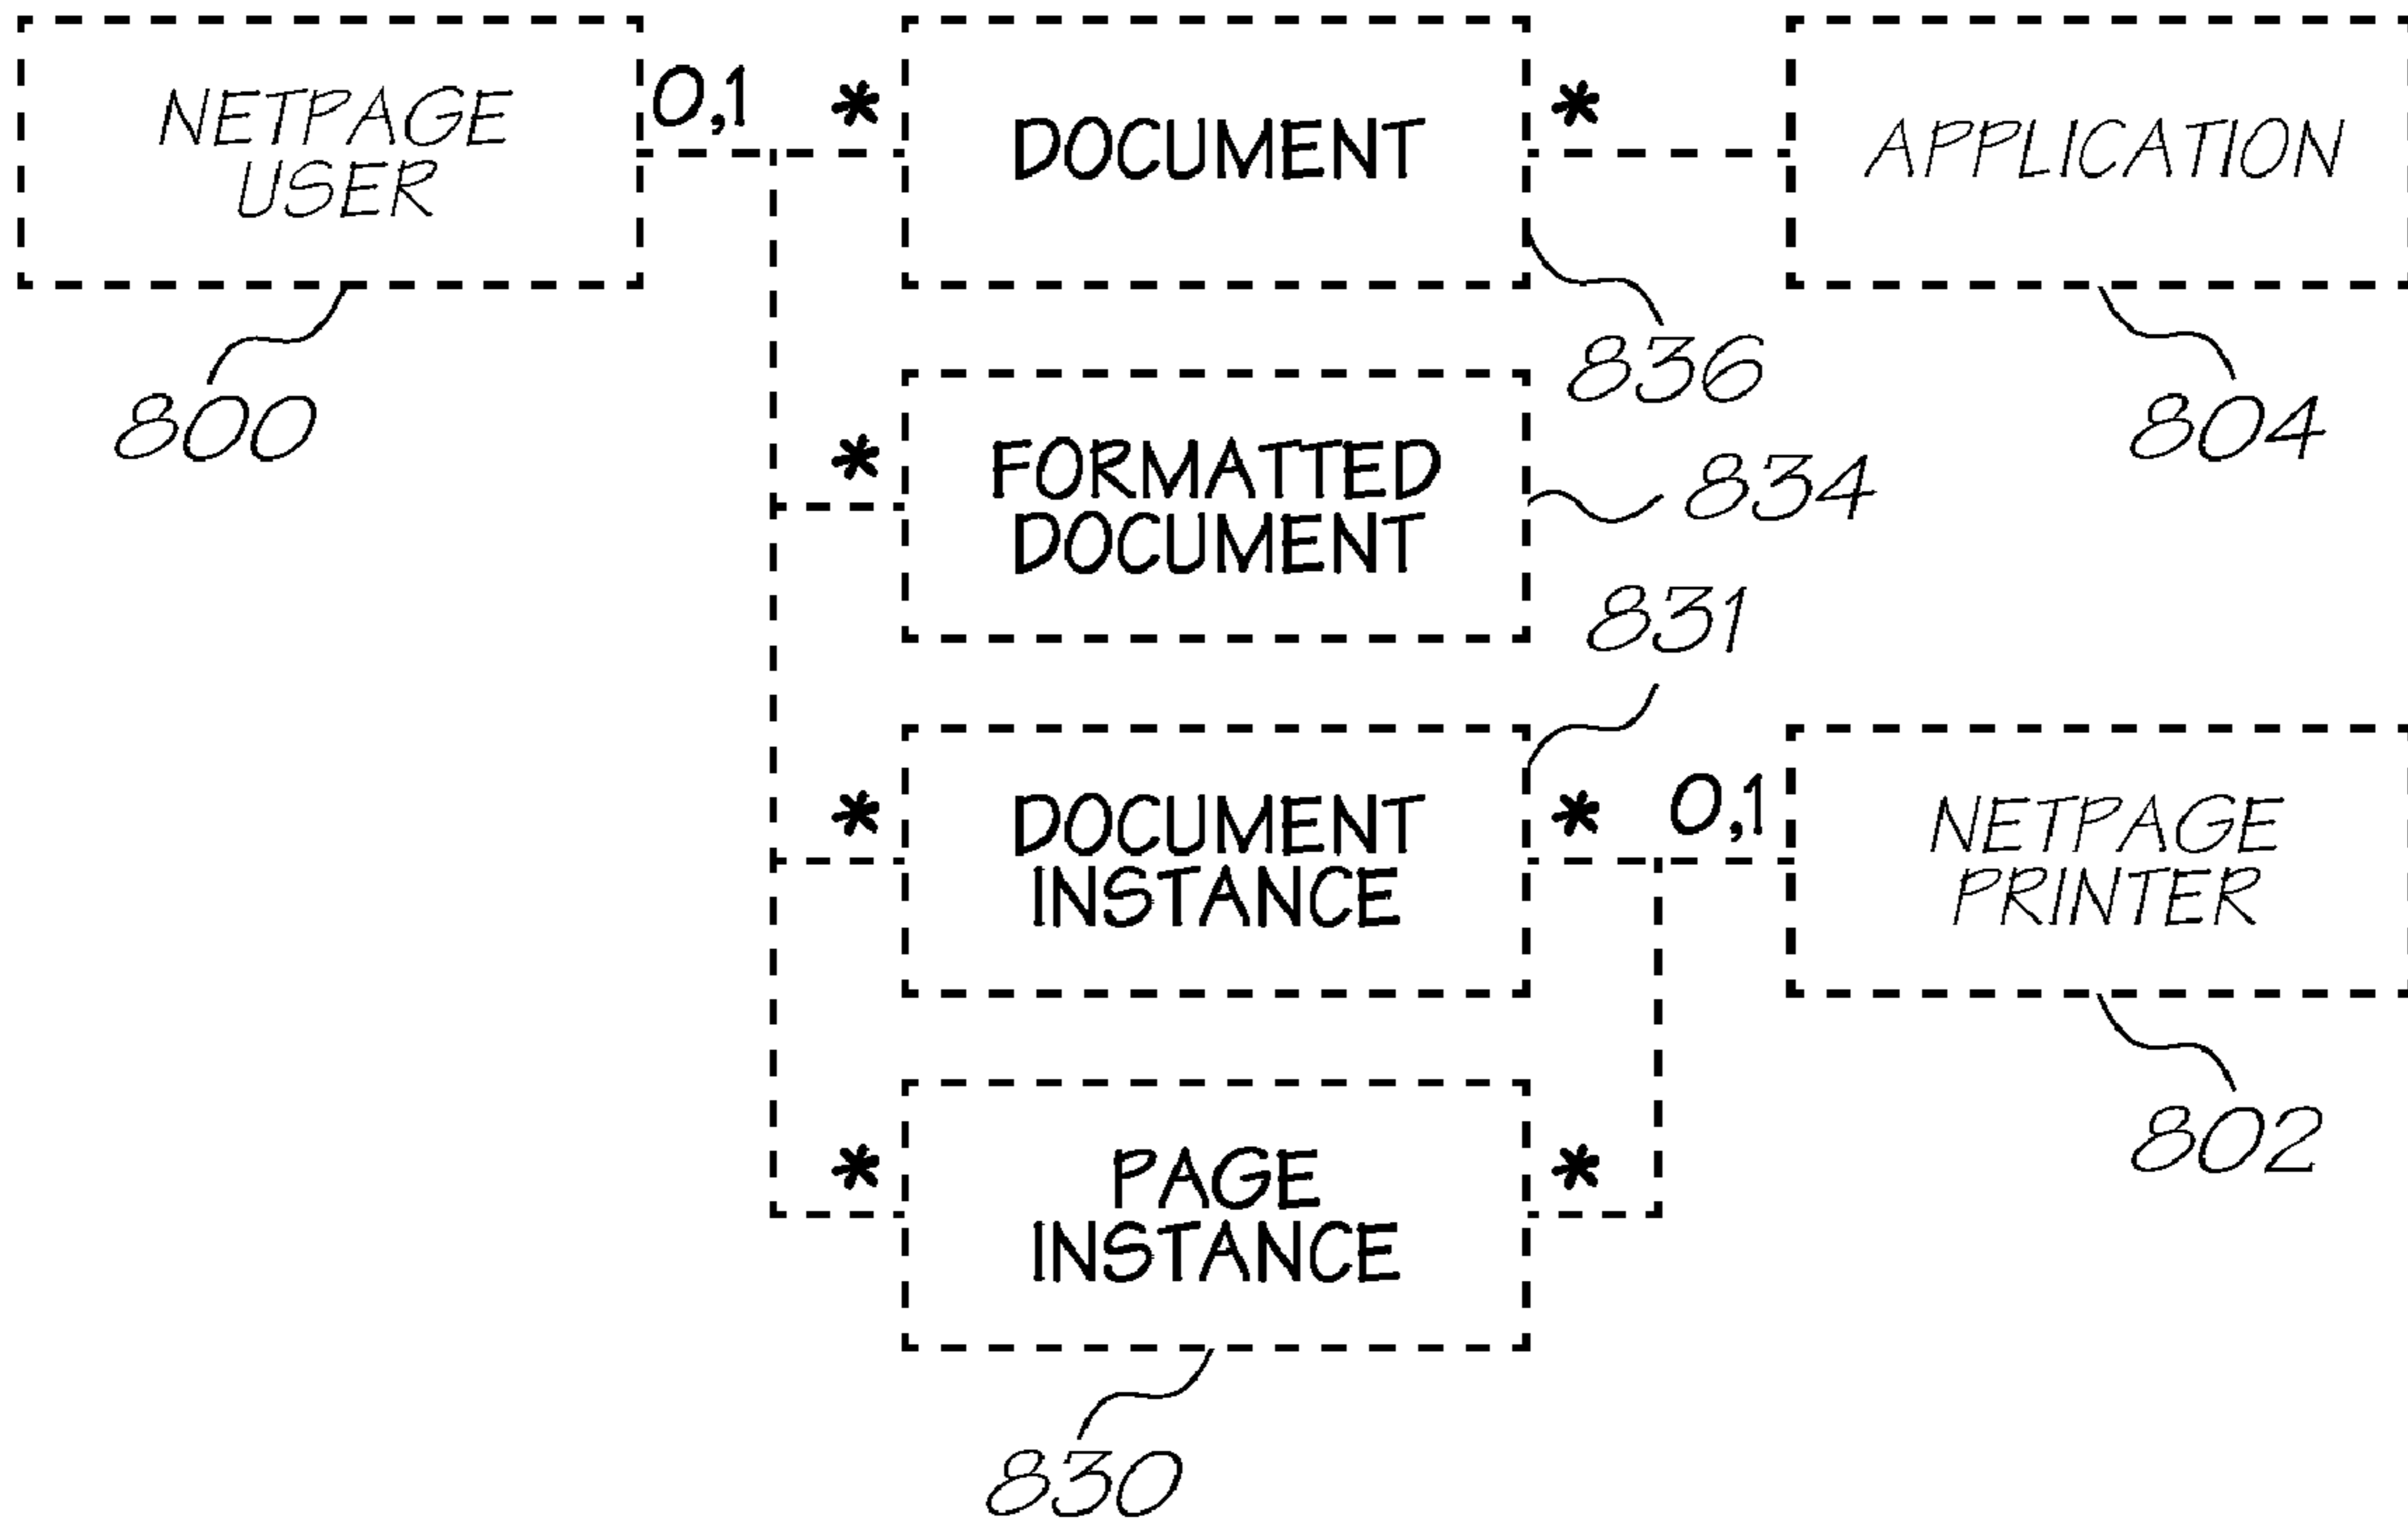 NETPAGE
USER
0,1
*
DOCUMENT
*
APPLICATION
800
836
804
*
FORMATTED
DOCUMENT
834
831
*
DOCUMENT
INSTANCE
*
0,1
NETPAGE
PRINTER
802
*
PAGE
INSTANCE
*
830